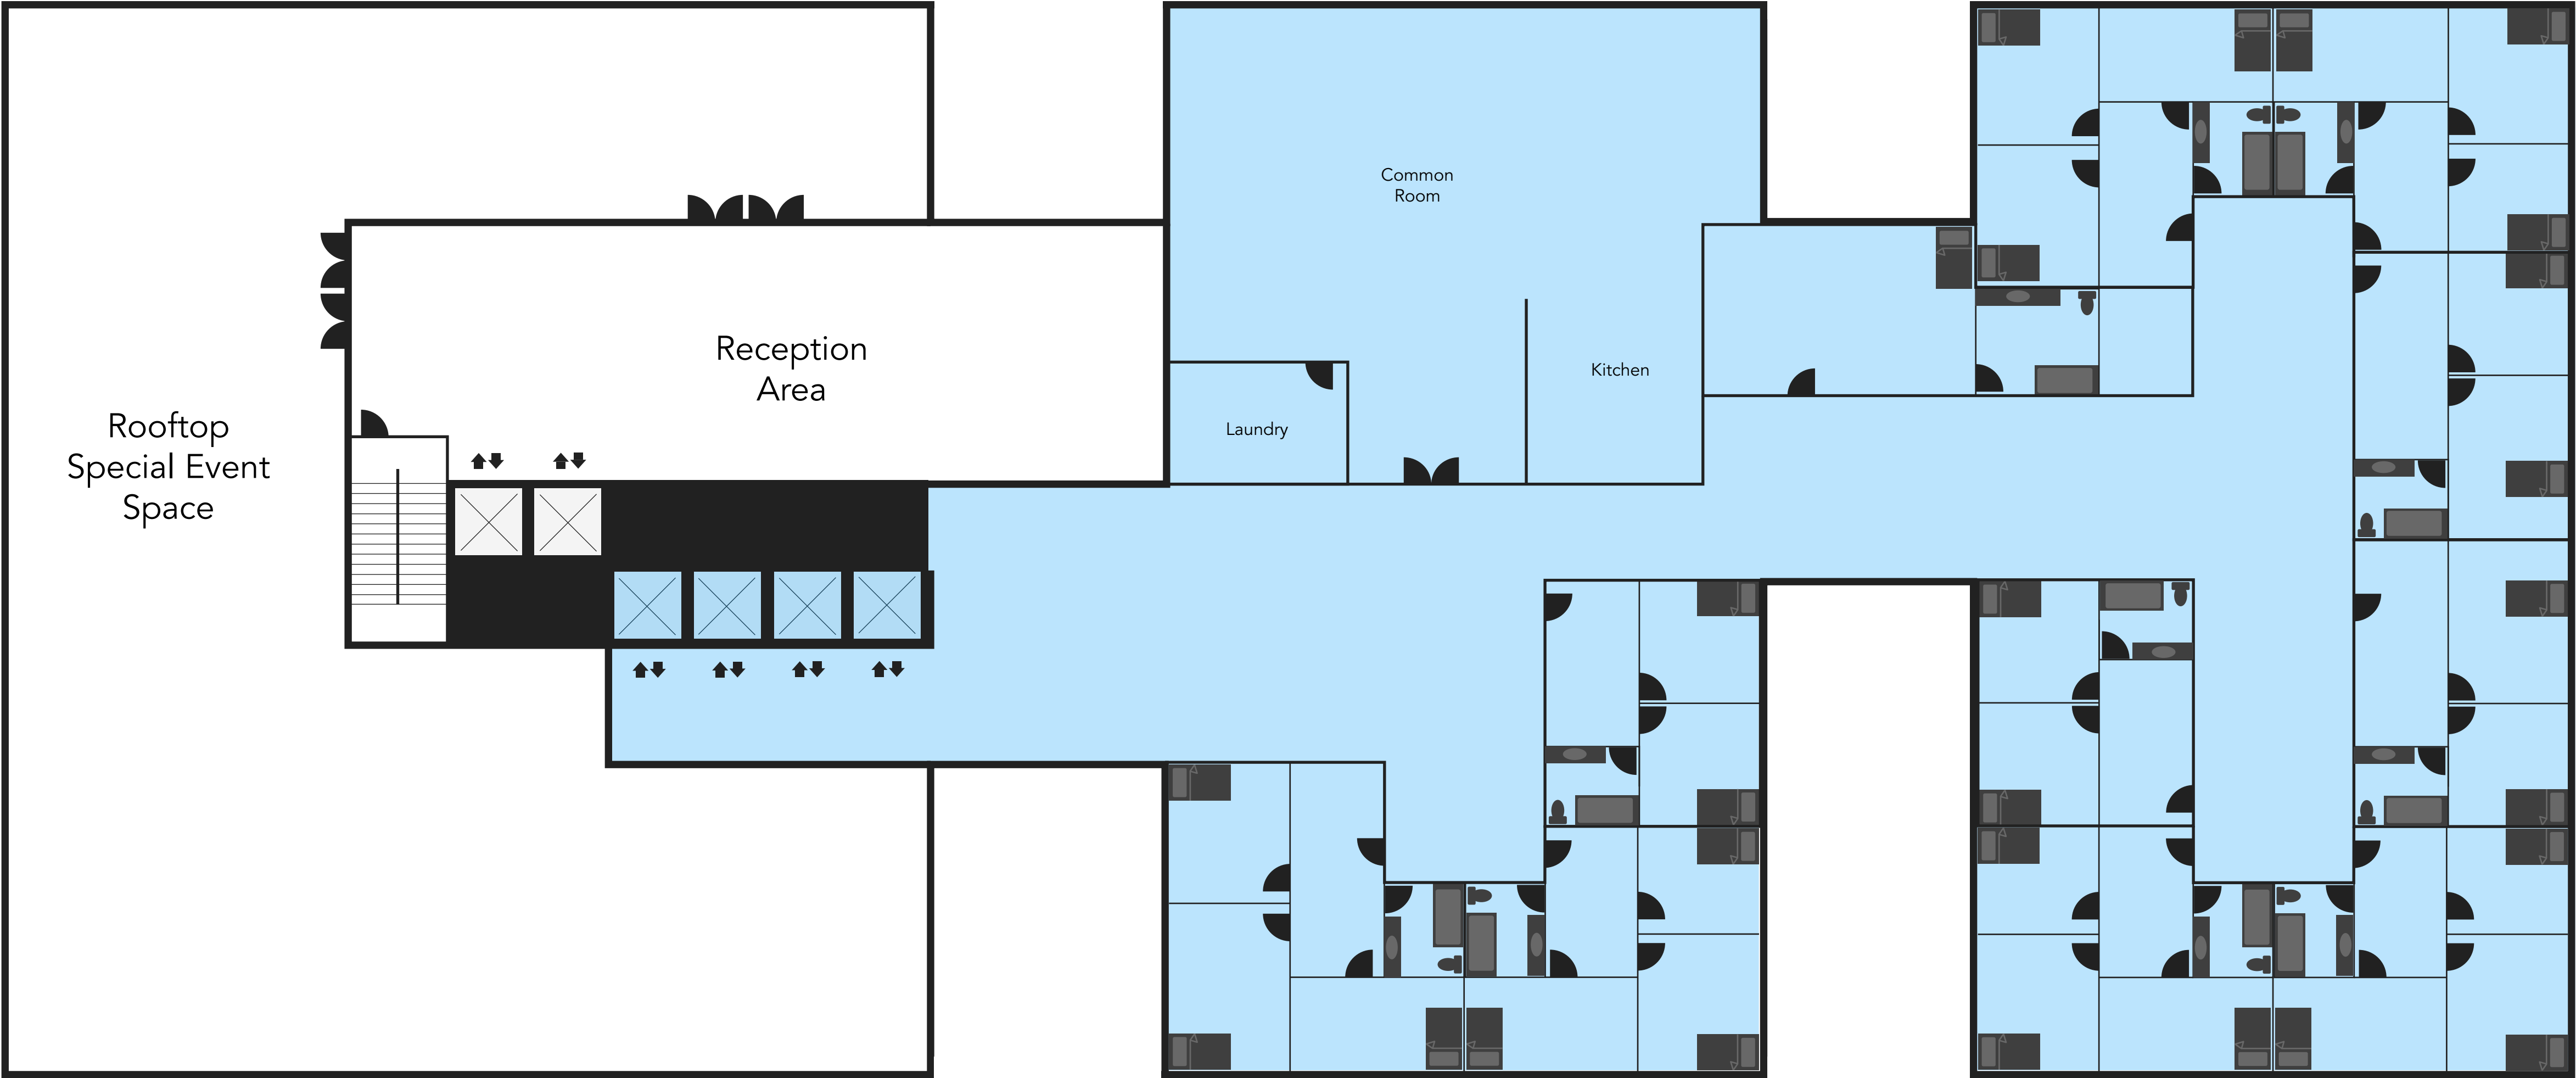 Common
Room
Reception
Area
Kitchen
Laundry
Rooftop
Special Event
Space